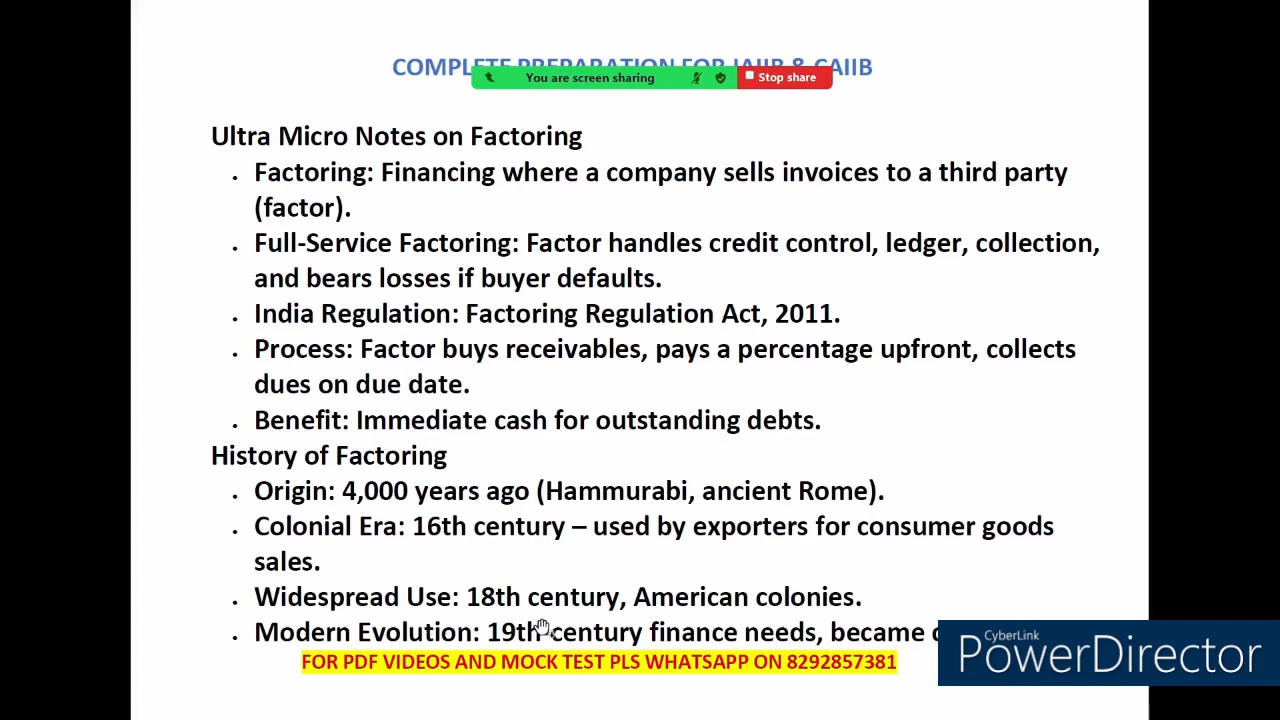 COMPLETE PREPARATION FOR JAIIB & CAIIB
You are screen sharing
Stop share
Ultra Micro Notes on Factoring
. Factoring: Financing where a company sells invoices to a third party
(factor).
. Full-Service Factoring: Factor handles credit control, ledger, collection,
and bears losses if buyer defaults.
. India Regulation: Factoring Regulation Act, 2011.
. Process: Factor buys receivables, pays a percentage upfront, collects
dues on due date.
. Benefit: Immediate cash for outstanding debts.
History of Factoring
. Origin: 4,000 years ago (Hammurabi, ancient Rome).
. Colonial Era: 16th century – used by exporters for consumer goods
sales.
. Widespread Use: 18th century, American colonies.
. Modern Evolution: 19th century finance needs, became
FOR PDF VIDEOS AND MOCK TEST PLS WHATSAPP ON 8292857381
CyberLink
PowerDirector